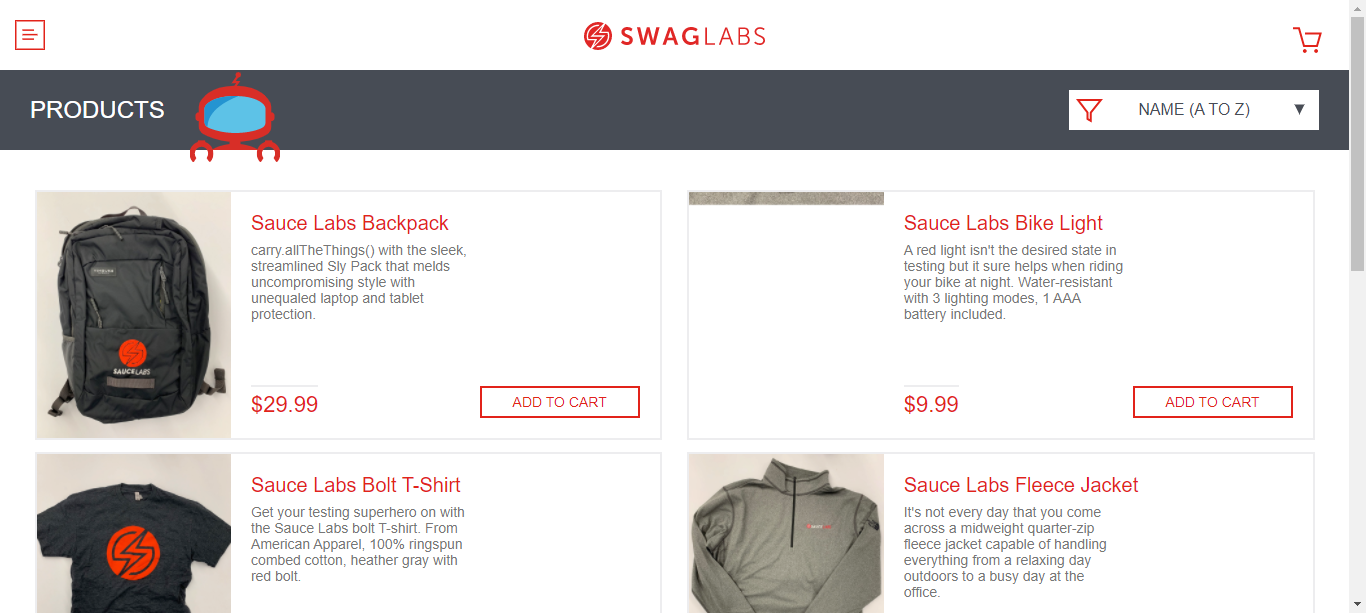 SWAGLABS
PRODUCTS
NAME (A TO Z)
Sauce Labs Backpack
carry.allTheThings() with the sleek,
streamlined Sly Pack that melds
uncompromising style with
unequaled laptop and tablet
protection.
$29.99
ADD TO CART
SAUCELABS
Sauce Labs Bike Light
A red light isn't the desired state in
testing but it sure helps when riding
your bike at night. Water-resistant
with 3 lighting modes, 1 AAA
battery included.
$9.99
ADD TO CART
Sauce Labs Bolt T-Shirt
Get your testing superhero on with
the Sauce Labs bolt T-shirt. From
American Apparel, 100% ringspun
combed cotton, heather gray with
red bolt.
Sauce Labs Fleece Jacket
It's not every day that you come
across a midweight quarter-zip
fleece jacket capable of handling
everything from a relaxing day
outdoors to a busy day at the
office.